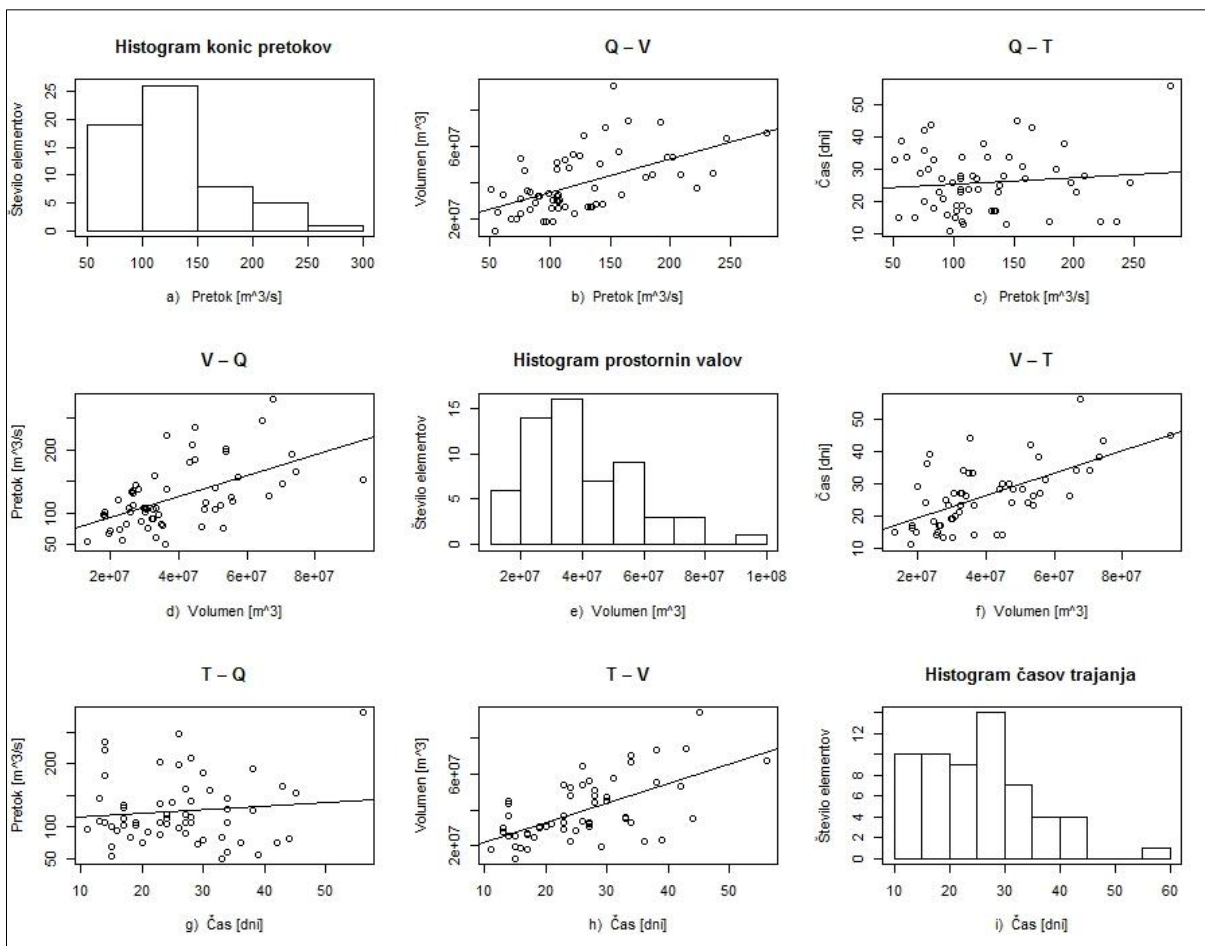 Histogram konic pretokov
Število elementov
0 5 10 15 20 25
50 100 150 200 250 300
a) Pretok [m^3/s]
Q – V
Volumen [m^3]
2e+07 6e+07
50 100 150 200 250
b) Pretok [m^3/s]
Q – T
Čas [dni]
10 20 30 40 50
50 100 150 200 250
c) Pretok [m^3/s]
V – Q
Pretok [m^3/s]
50 100 200
2e+07 4e+07 6e+07 8e+07
d) Volumen [m^3]
Histogram prostornin valov
Število elementov
0 5 10 15
2e+07 4e+07 6e+07 8e+07 1e+08
e) Volumen [m^3]
V – T
Čas [dni]
10 20 30 40 50
2e+07 4e+07 6e+07 8e+07
f) Volumen [m^3]
T – Q
Pretok [m^3/s]
50 100 200
10 20 30 40 50
g) Čas [dni]
T – V
Volumen [m^3]
2e+07 6e+07
10 20 30 40 50
h) Čas [dni]
Histogram časov trajanja
Število elementov
0 2 4 6 8 12
10 20 30 40 50 60
i) Čas [dni]